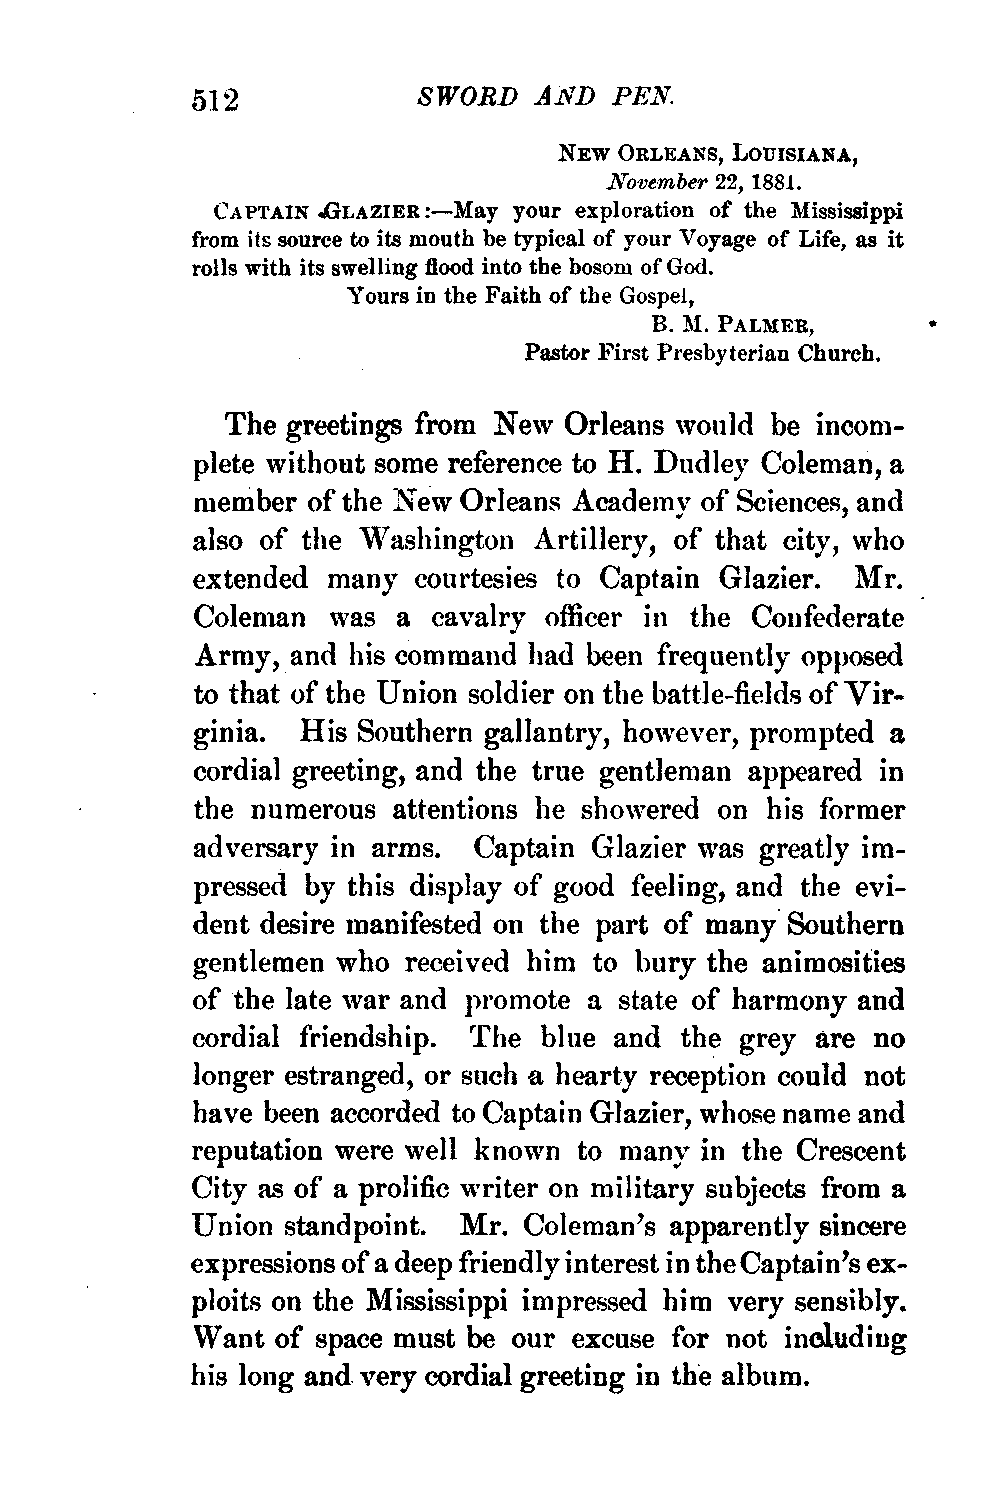 512 SWORD AND PEN.
NEW ORLEANS, LOUISIANA,
November 22, 1881.
CAPTAIN GLAZIER:—May your exploration of the Mississippi
from its source to its mouth be typical of your Voyage of Life, as it
rolls with its swelling flood into the bosom of God.
Yours in the Faith of the Gospel,
B. M. PALMER,
Pastor First Presbyterian Church.
The greetings from New Orleans would be incom-
plete without some reference to H. Dudley Coleman, a
member of the New Orleans Academy of Sciences, and
also of the Washington Artillery, of that city, who
extended many courtesies to Captain Glazier. Mr.
Coleman was a cavalry officer in the Confederate
Army, and his command had been frequently opposed
to that of the Union soldier on the battle-fields of Vir-
ginia. His Southern gallantry, however, prompted a
cordial greeting, and the true gentleman appeared in
the numerous attentions he showered on his former
adversary in arms. Captain Glazier was greatly im-
pressed by this display of good feeling, and the evi-
dent desire manifested on the part of many Southern
gentlemen who received him to bury the animosities
of the late war and promote a state of harmony and
cordial friendship. The blue and the grey are no
longer estranged, or such a hearty reception could not
have been accorded to Captain Glazier, whose name and
reputation were well known to many in the Crescent
City as of a prolific writer on military subjects from a
Union standpoint. Mr. Coleman's apparently sincere
expressions of a deep friendly interest in the Captain's ex-
ploits on the Mississippi impressed him very sensibly.
Want of space must be our excuse for not including
his long and very cordial greeting in the album.